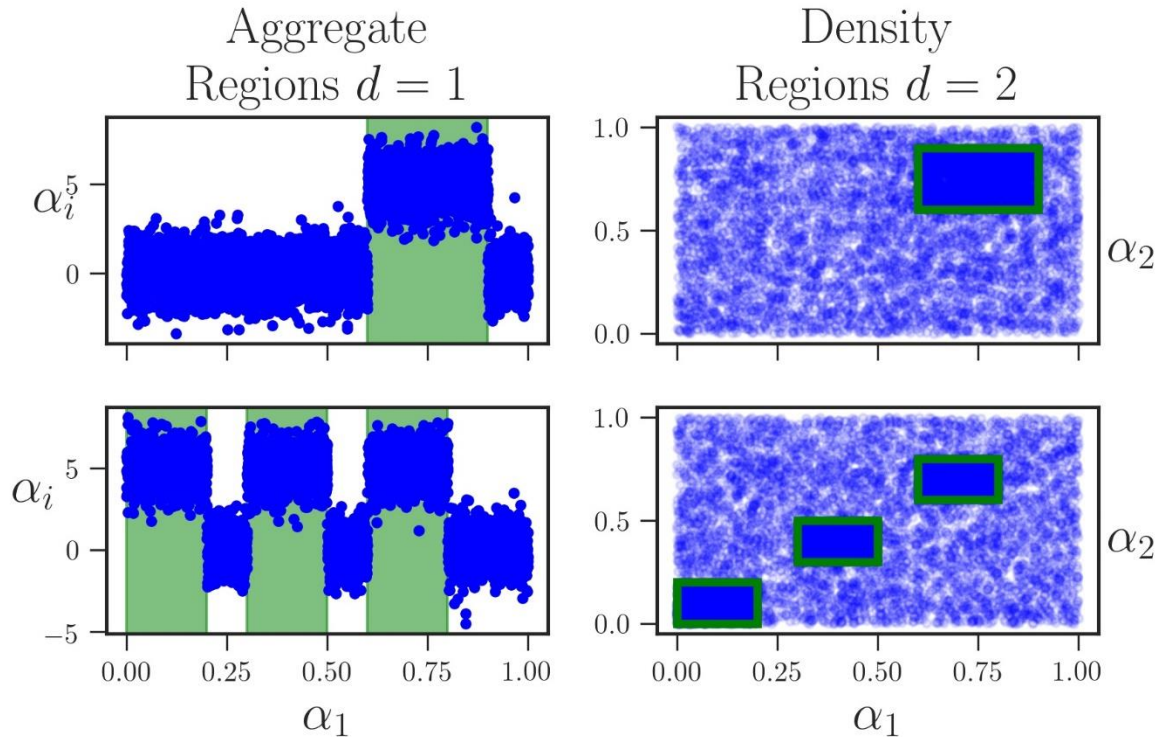 Aggregate
Regions d = 1
Density
Regions d = 2
5
0
α_i
1.0
0.5
0.0
α_2
5
0
−5
α_i
0.00 0.25 0.50 0.75 1.00
α_1
1.0
0.5
0.0
α_2
0.00 0.25 0.50 0.75 1.00
α_1